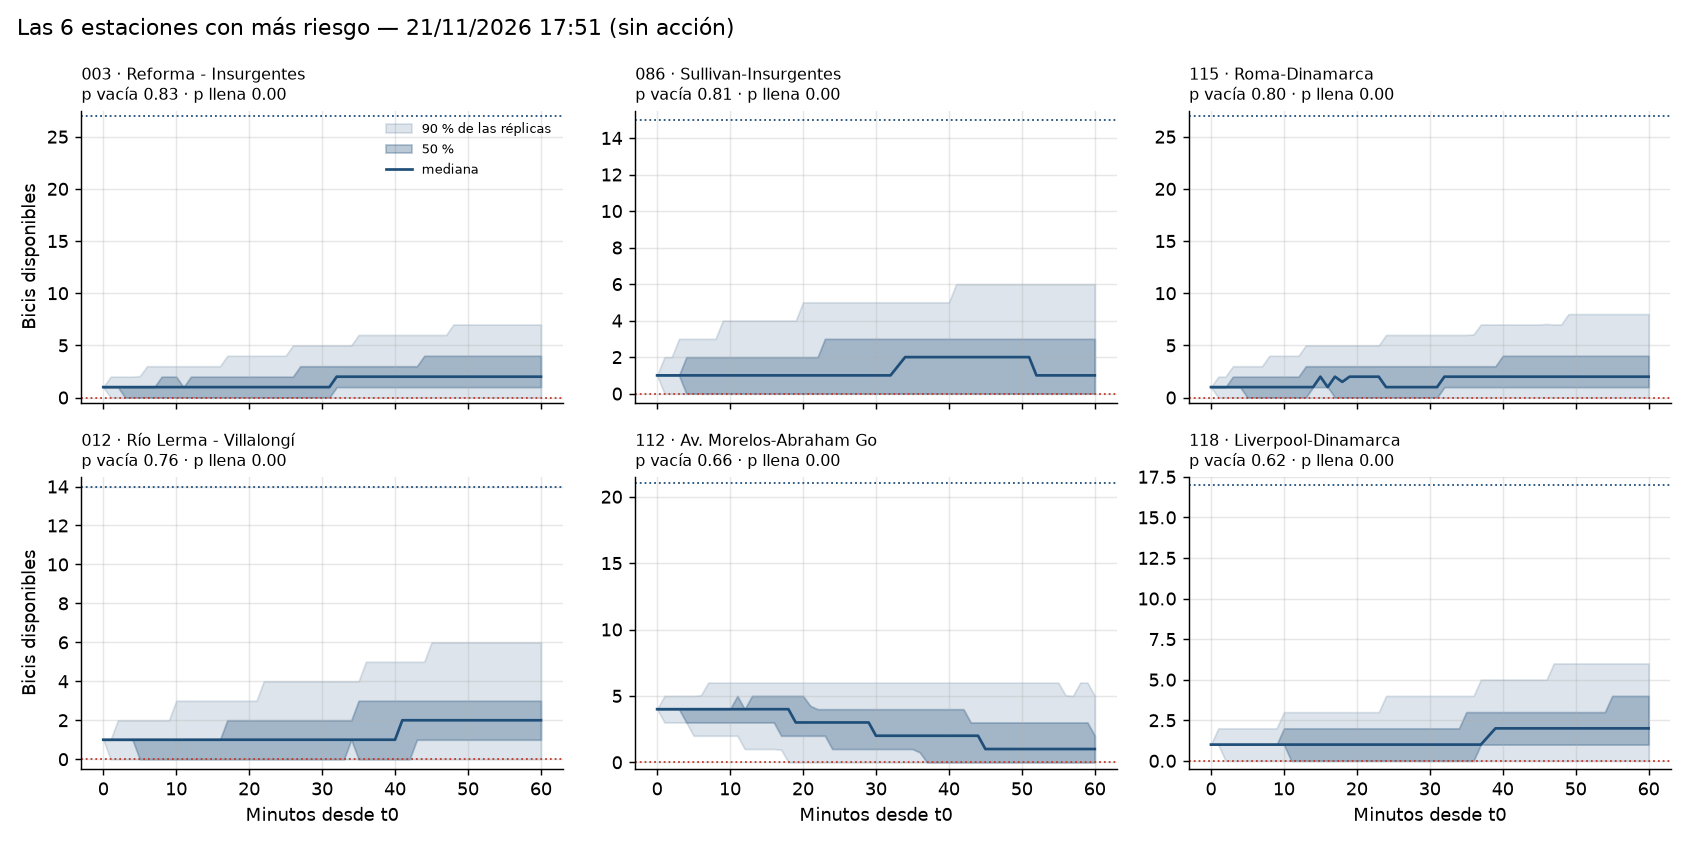 Las 6 estaciones con más riesgo — 21/11/2026 17:51 (sin acción)
003 · Reforma - Insurgentes
p vacía 0.83 · p llena 0.00
25
20
15
10
5
0
Bicis disponibles
90 % de las réplicas
50 %
mediana
086 · Sullivan-Insurgentes
p vacía 0.81 · p llena 0.00
14
12
10
8
6
4
2
0
115 · Roma-Dinamarca
p vacía 0.80 · p llena 0.00
25
20
15
10
5
0
012 · Río Lerma - Villalongí
p vacía 0.76 · p llena 0.00
14
12
10
8
6
4
2
0
Bicis disponibles
0 10 20 30 40 50 60
Minutos desde t0
112 · Av. Morelos-Abraham Go
p vacía 0.66 · p llena 0.00
20
15
10
5
0
0 10 20 30 40 50 60
Minutos desde t0
118 · Liverpool-Dinamarca
p vacía 0.62 · p llena 0.00
17.5
15.0
12.5
10.0
7.5
5.0
2.5
0.0
0 10 20 30 40 50 60
Minutos desde t0